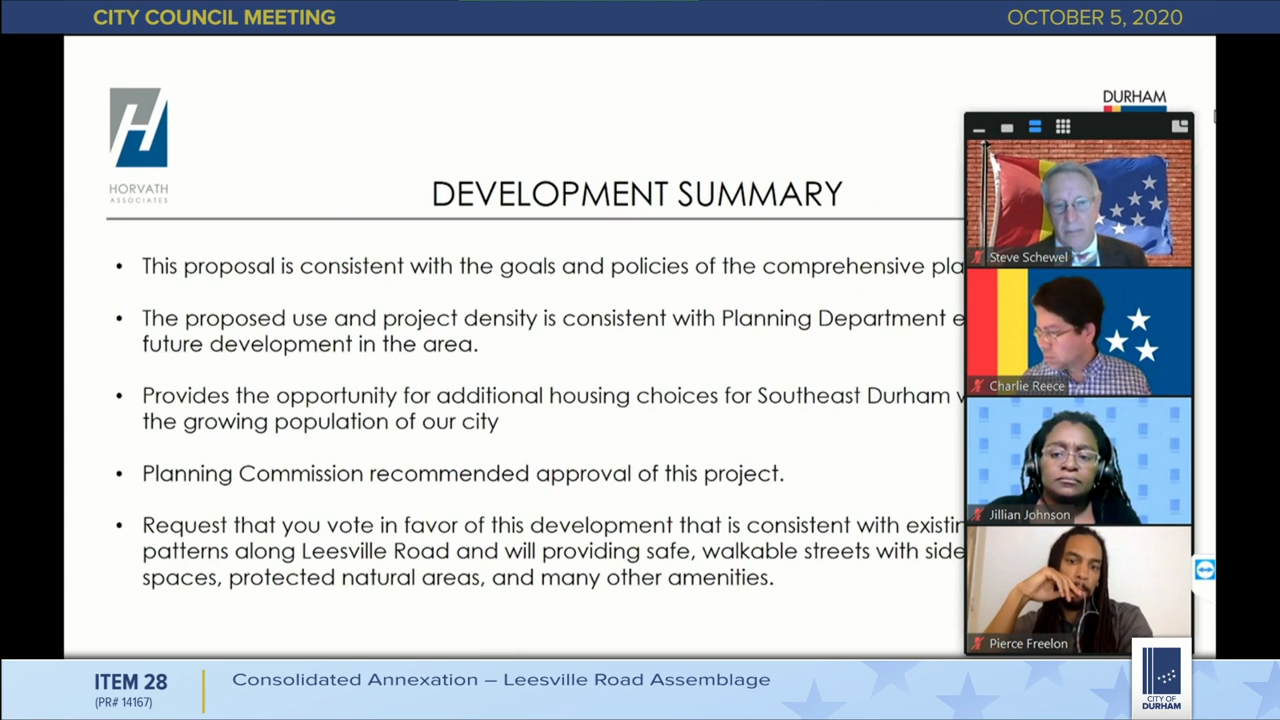 CITY COUNCIL MEETING
OCTOBER 5, 2020
H
HORVATH
ASSOCIATES
DURHAM
DEVELOPMENT SUMMARY
• This proposal is consistent with the goals and policies of the comprehensive
• The proposed use and project density is consistent with Planning Department
future development in the area.
• Provides the opportunity for additional housing choices for Southeast Durham
the growing population of our city
• Planning Commission recommended approval of this project.
• Request that you vote in favor of this development that is consistent with
patterns along Leesville Road and will providing safe, walkable streets with
spaces, protected natural areas, and many other amenities.
Steve Schewel
Charlie Reece
Jillian Johnson
Pierce Freelon
ITEM 28
(PR# 14167)
Consolidated Annexation – Leesville Road Assemblage
CITY OF
DURHAM